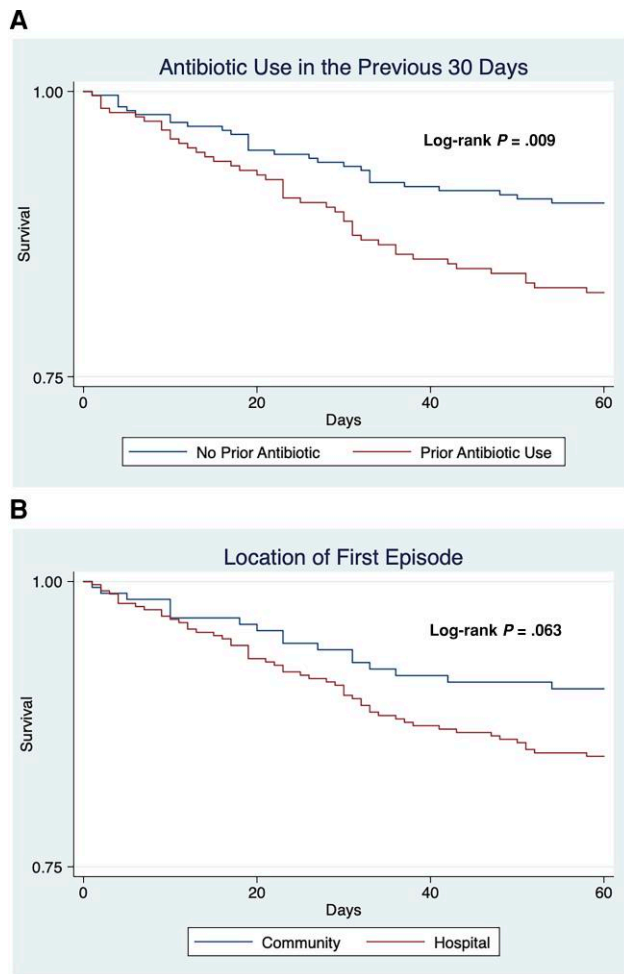 A
Antibiotic Use in the Previous 30 Days
1.00
Log-rank P = .009
Survival
0.75
0 20 40 60
Days
No Prior Antibiotic Prior Antibiotic Use
B
Location of First Episode
1.00
Log-rank P = .063
Survival
0.75
0 20 40 60
Days
Community Hospital